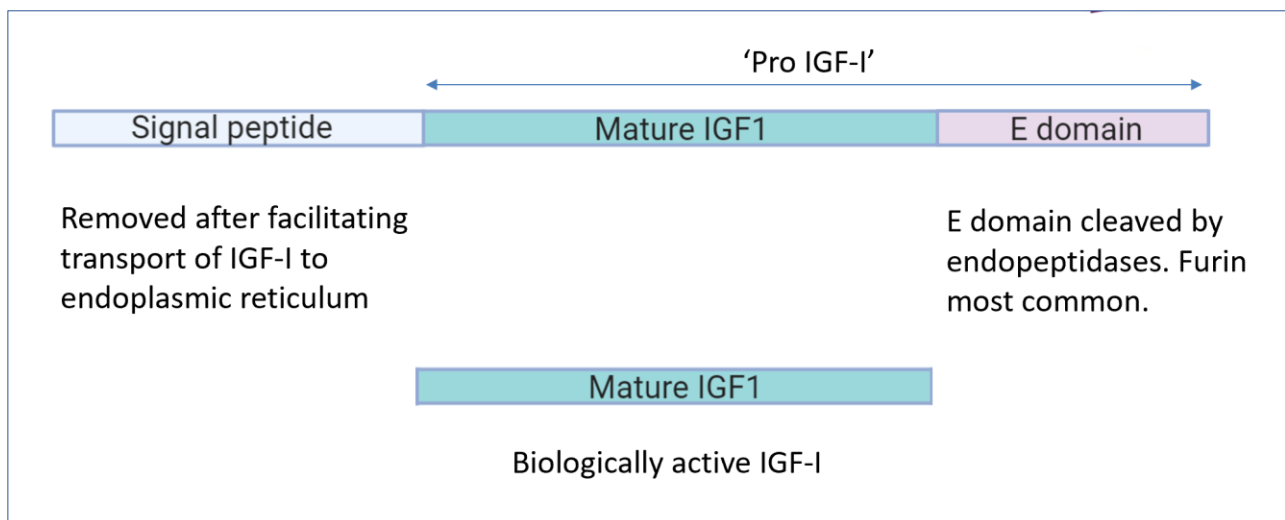 ‘Pro IGF-I’
Signal peptide
Mature IGF1
E domain
Removed after facilitating
transport of IGF-I to
endoplasmic reticulum
E domain cleaved by
endopeptidases. Furin
most common.
Mature IGF1
Biologically active IGF-I